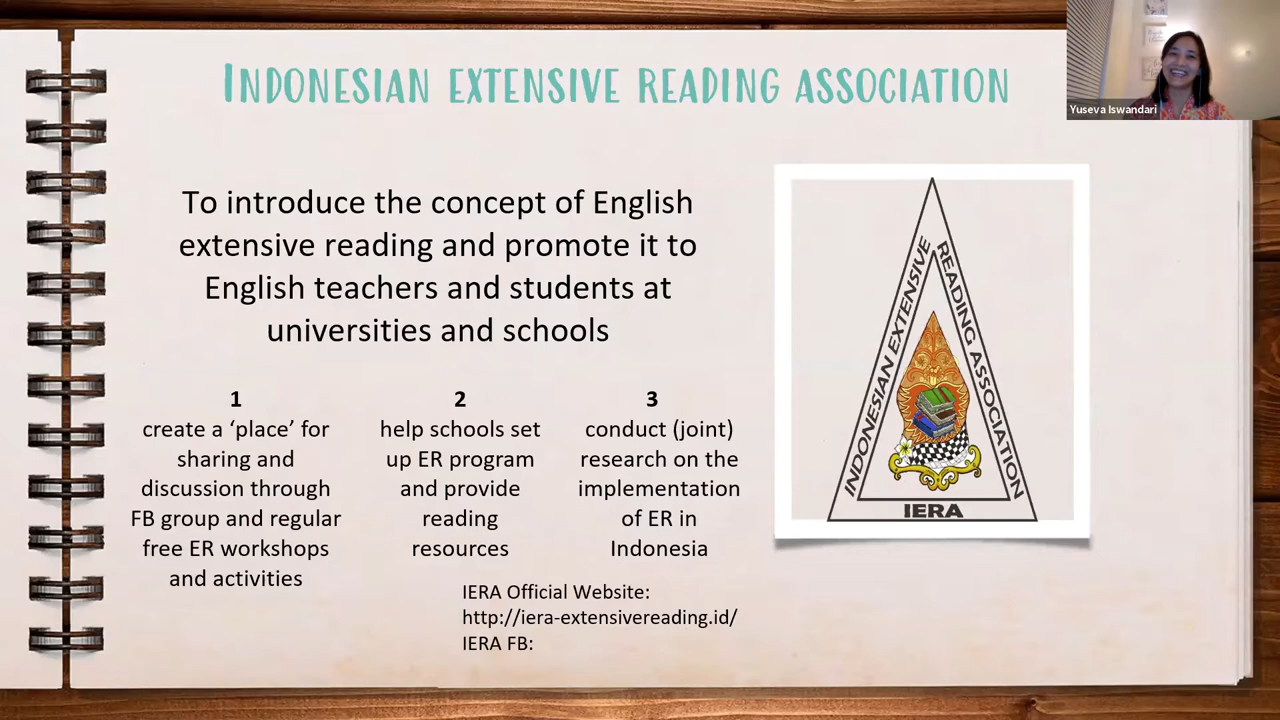 INDONESIAN EXTENSIVE READING ASSOCIATION
Yuseva Iswandari
To introduce the concept of English
extensive reading and promote it to
English teachers and students at
universities and schools
1
create a ‘place’ for
sharing and
discussion through
FB group and regular
free ER workshops
and activities
2
help schools set
up ER program
and provide
reading
resources
3
conduct (joint)
research on the
implementation
of ER in
Indonesia
IERA Official Website:
http://iera-extensivereading.id/
IERA FB:
INDONESIAN EXTENSIVE
READING ASSOCIATION
IERA